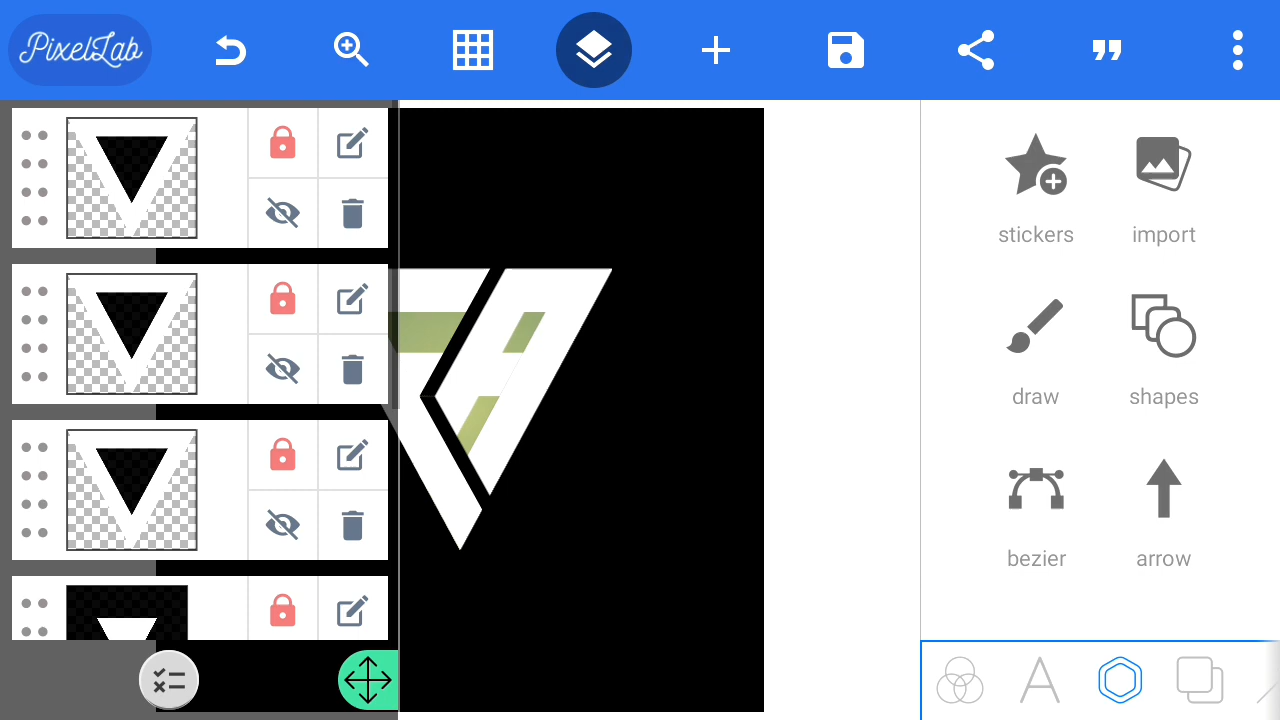 PixelLab
stickers
import
draw
shapes
bezier
arrow